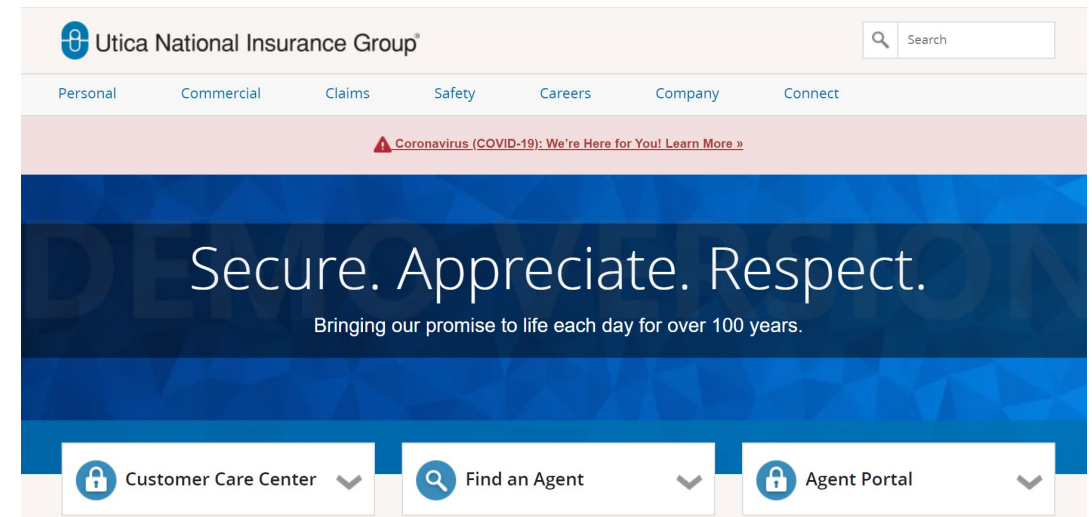 Utica National Insurance Group®
Search
Personal Commercial Claims Safety Careers Company Connect
Coronavirus (COVID-19): We're Here for You! Learn More »
DEMO VERSION
Secure. Appreciate. Respect.
Bringing our promise to life each day for over 100 years.
Customer Care Center Find an Agent Agent Portal